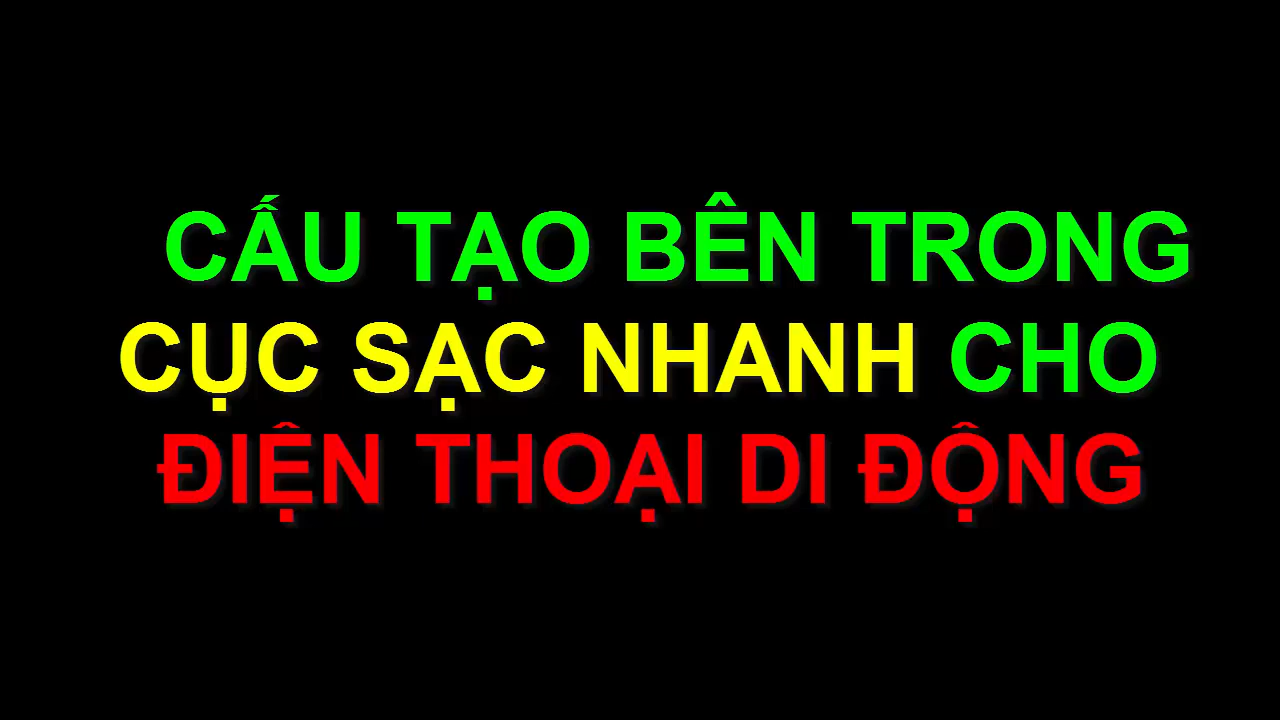 CẤU TẠO BÊN TRONG
CỤC SẠC NHANH CHO
ĐIỆN THOẠI DI ĐỘNG